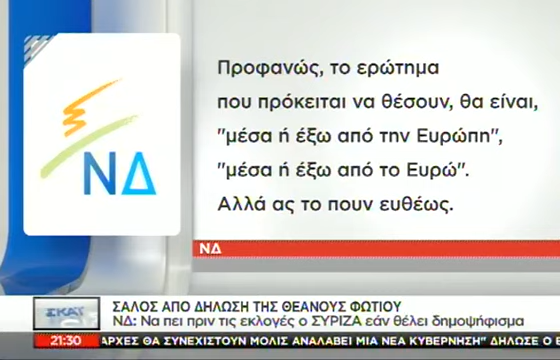 Προφανώς, το ερώτημα
που πρόκειται να θέσουν, θα είναι,
"μέσα ή έξω από την Ευρώπη",
"μέσα ή έξω από το Ευρώ".
Αλλά ας το πουν ευθέως.
ΝΔ
ΝΔ
ΣΚΑΪ
ΣΑΛΟΣ ΑΠΟ ΔΗΛΩΣΗ ΤΗΣ ΘΕΑΝΟΥΣ ΦΩΤΙΟΥ
ΝΔ: Να πει πριν τις εκλογές ο ΣΥΡΙΖΑ εάν θέλει δημοψήφισμα
21:30 ΑΡΧΕΣ ΘΑ ΣΥΝΕΧΙΣΤΟΥΝ ΜΟΛΙΣ ΑΝΑΛΑΒΕΙ ΜΙΑ ΝΕΑ ΚΥΒΕΡΝΗΣΗ" ΔΗΛΩΣΕ Ο